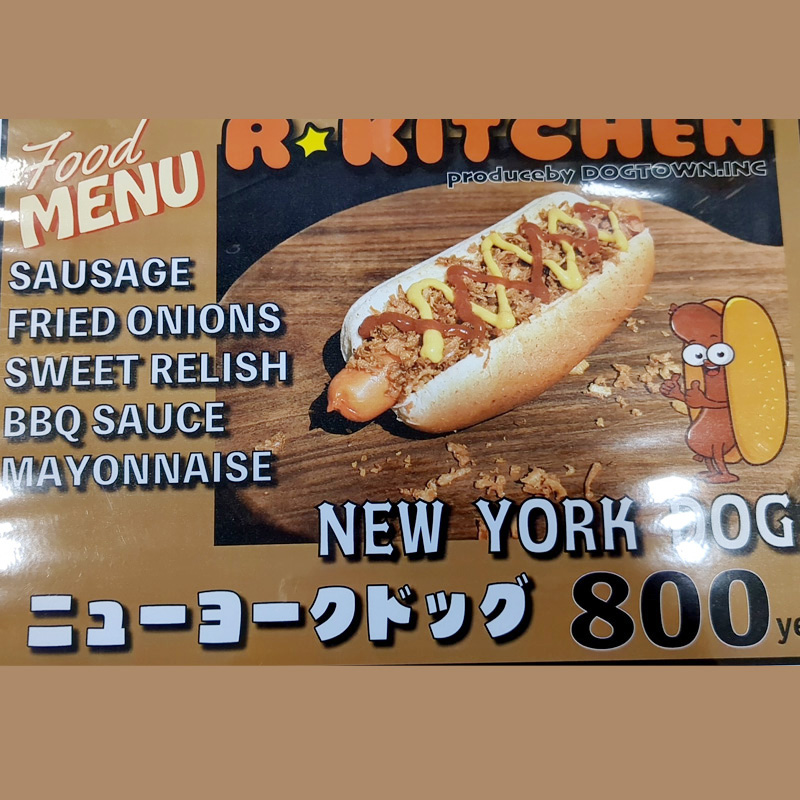 Food
MENU
R★KITCHEN
produceby DOGTOWN.INC
SAUSAGE
FRIED ONIONS
SWEET RELISH
BBQ SAUCE
MAYONNAISE
NEW YORK DOG
ニューヨークドッグ 800 ye